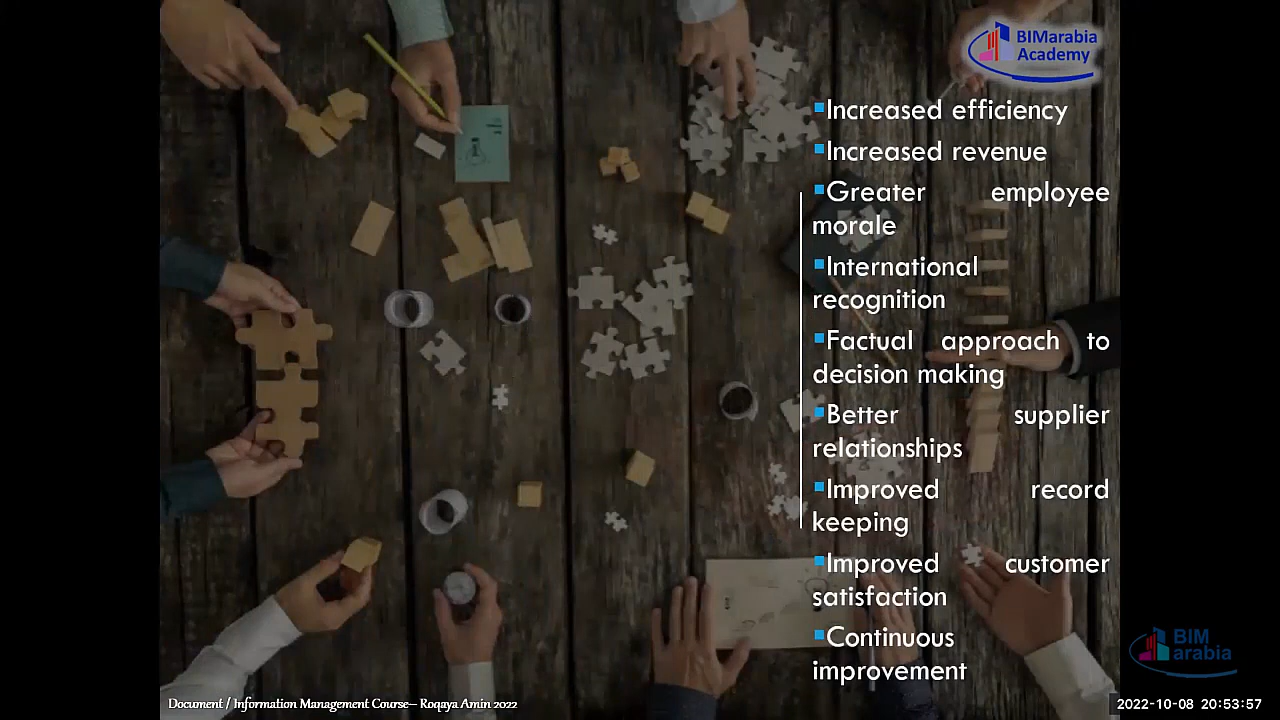 BIMarabia
Academy
▪Increased efficiency
▪Increased revenue
▪Greater employee
morale
▪International
recognition
▪Factual approach to
decision making
▪Better supplier
relationships
▪Improved record
keeping
▪Improved customer
satisfaction
▪Continuous
improvement
BIM
arabia
Document / Information Management Course– Roqaya Amin 2022
2022-10-08 20:53:57